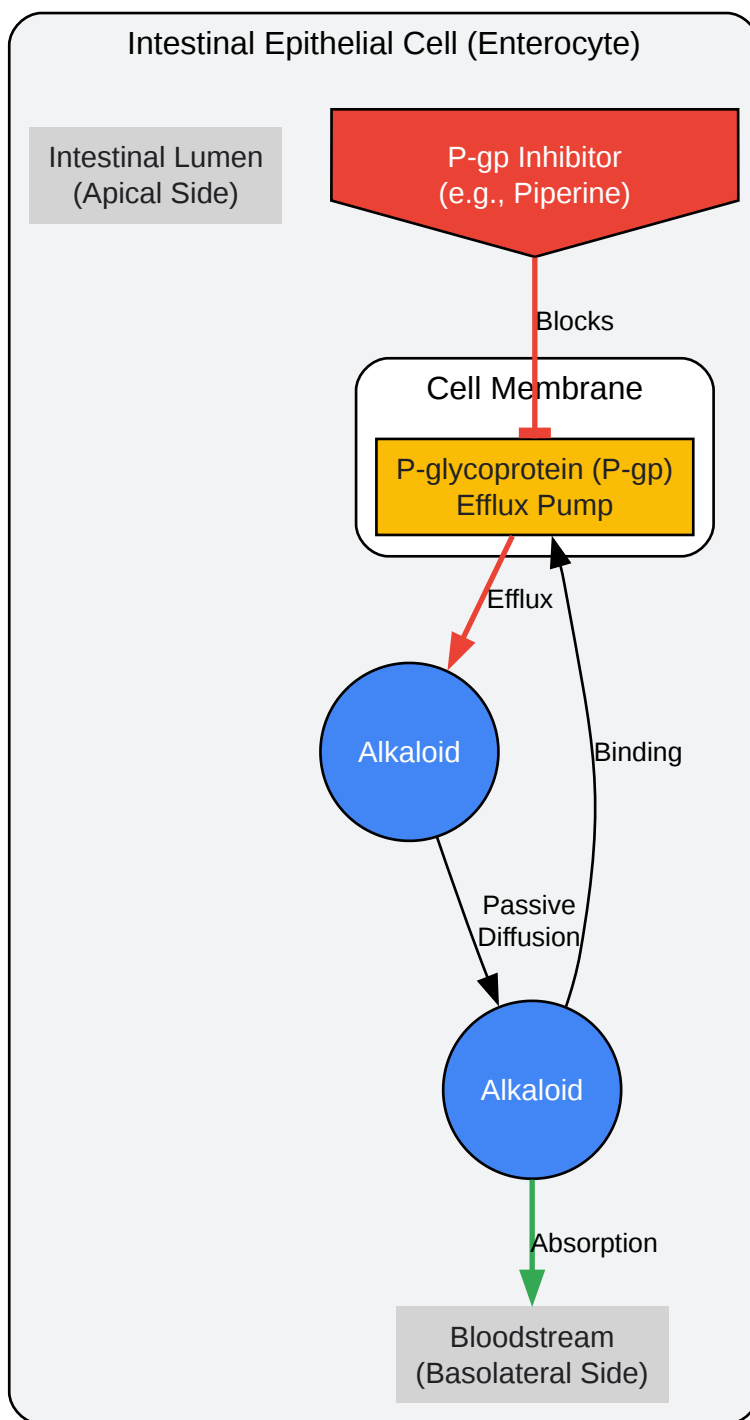 Intestinal Epithelial Cell (Enterocyte)
Intestinal Lumen
(Apical Side)
P-gp Inhibitor
(e.g., Piperine)
Blocks
Cell Membrane
P-glycoprotein (P-gp)
Efflux Pump
Efflux
Alkaloid
Binding
Passive
Diffusion
Alkaloid
Absorption
Bloodstream
(Basolateral Side)